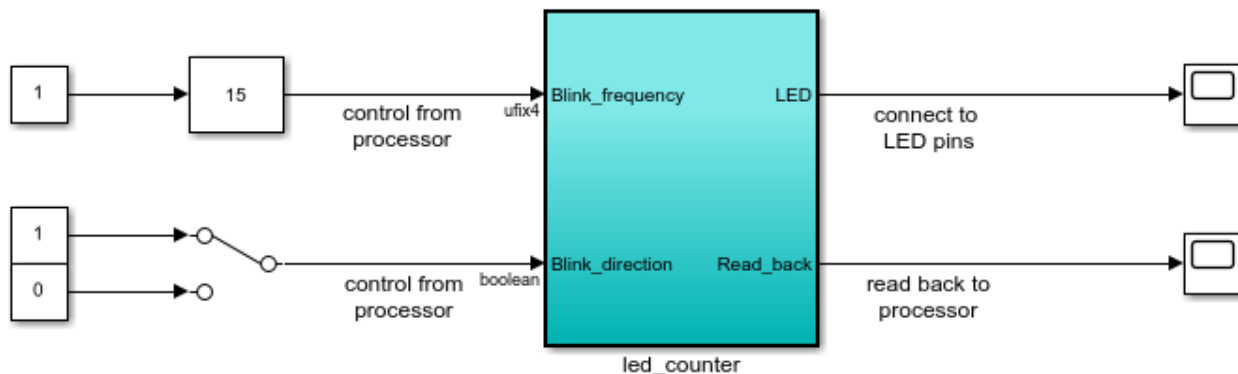 1
15
control from
processor
ufix4
Blink_frequency
LED
connect to
LED pins
1
0
control from
processor
boolean
Blink_direction
Read_back
read back to
processor
led_counter